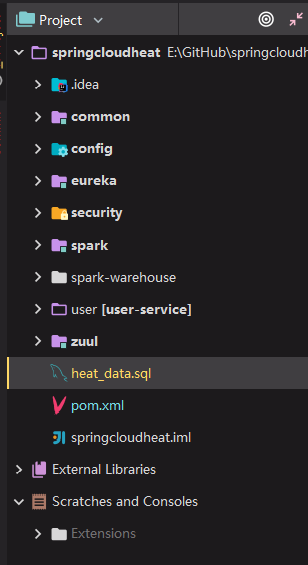 Project
springcloudheat E:\GitHub\springcloudh
.idea
common
config
eureka
security
spark
spark-warehouse
user [user-service]
zuul
heat_data.sql
pom.xml
springcloudheat.iml
External Libraries
Scratches and Consoles
Extensions